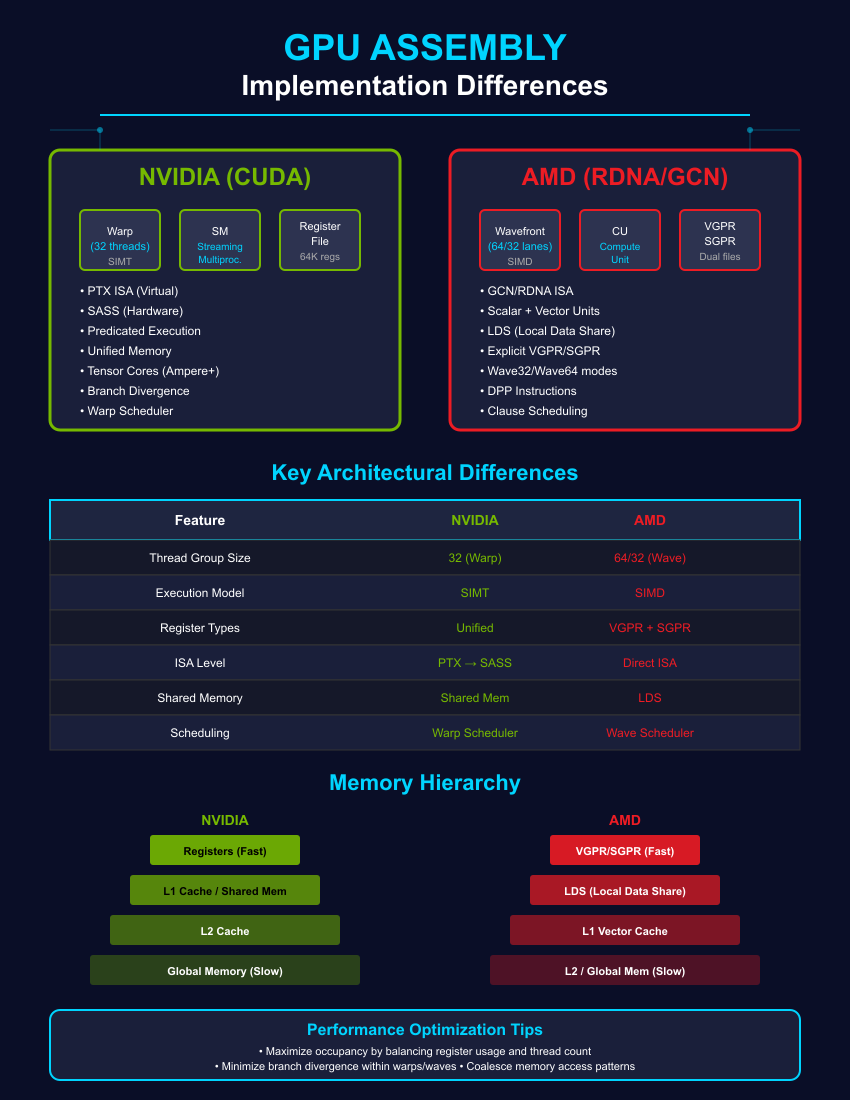 GPU ASSEMBLY
Implementation Differences
NVIDIA (CUDA)
Warp
(32 threads)
SIMT
SM
Streaming
Multiproc.
Register
File
64K regs
• PTX ISA (Virtual)
• SASS (Hardware)
• Predicated Execution
• Unified Memory
• Tensor Cores (Ampere+)
• Branch Divergence
• Warp Scheduler
AMD (RDNA/GCN)
Wavefront
(64/32 lanes)
SIMD
CU
Compute
Unit
VGPR
SGPR
Dual files
• GCN/RDNA ISA
• Scalar + Vector Units
• LDS (Local Data Share)
• Explicit VGPR/SGPR
• Wave32/Wave64 modes
• DPP Instructions
• Clause Scheduling
Key Architectural Differences
Feature NVIDIA AMD
Thread Group Size 32 (Warp) 64/32 (Wave)
Execution Model SIMT SIMD
Register Types Unified VGPR + SGPR
ISA Level PTX → SASS Direct ISA
Shared Memory Shared Mem LDS
Scheduling Warp Scheduler Wave Scheduler
Memory Hierarchy
NVIDIA
Registers (Fast)
L1 Cache / Shared Mem
L2 Cache
Global Memory (Slow)
AMD
VGPR/SGPR (Fast)
LDS (Local Data Share)
L1 Vector Cache
L2 / Global Mem (Slow)
Performance Optimization Tips
• Maximize occupancy by balancing register usage and thread count
• Minimize branch divergence within warps/waves • Coalesce memory access patterns